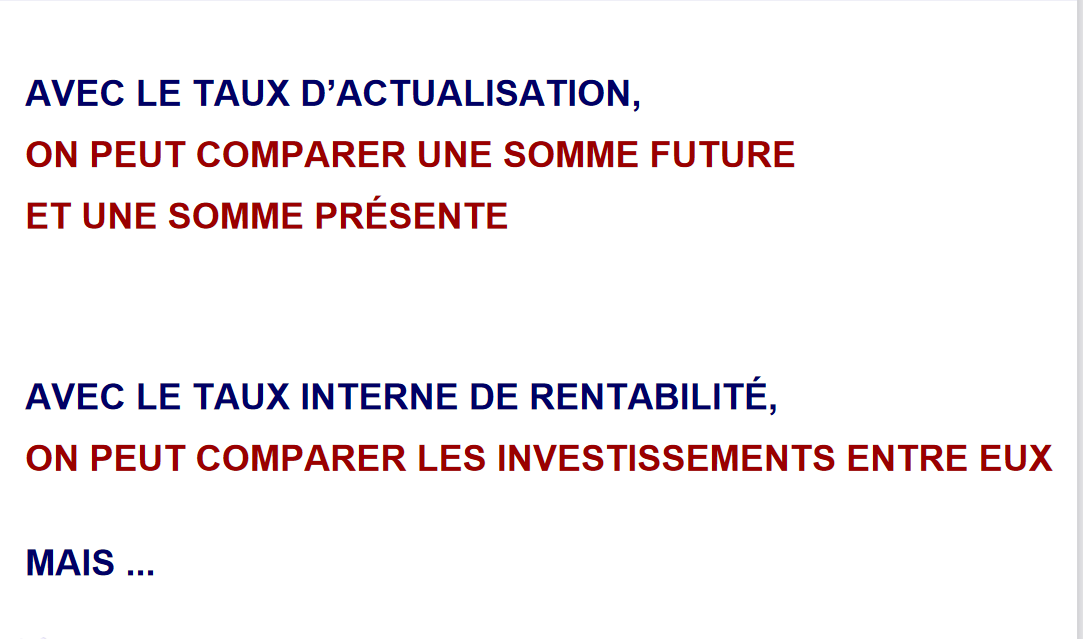 AVEC LE TAUX D’ACTUALISATION,
ON PEUT COMPARER UNE SOMME FUTURE
ET UNE SOMME PRÉSENTE
AVEC LE TAUX INTERNE DE RENTABILITÉ,
ON PEUT COMPARER LES INVESTISSEMENTS ENTRE EUX
MAIS ...